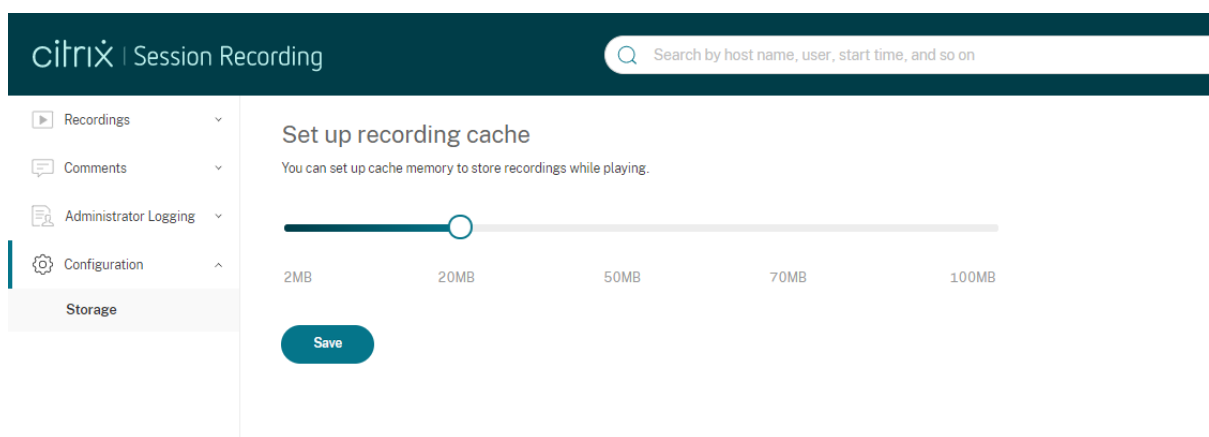 citrix | Session Recording
Search by host name, user, start time, and so on
Recordings
Comments
Administrator Logging
Configuration
Storage
Set up recording cache
You can set up cache memory to store recordings while playing.
2MB 20MB 50MB 70MB 100MB
Save